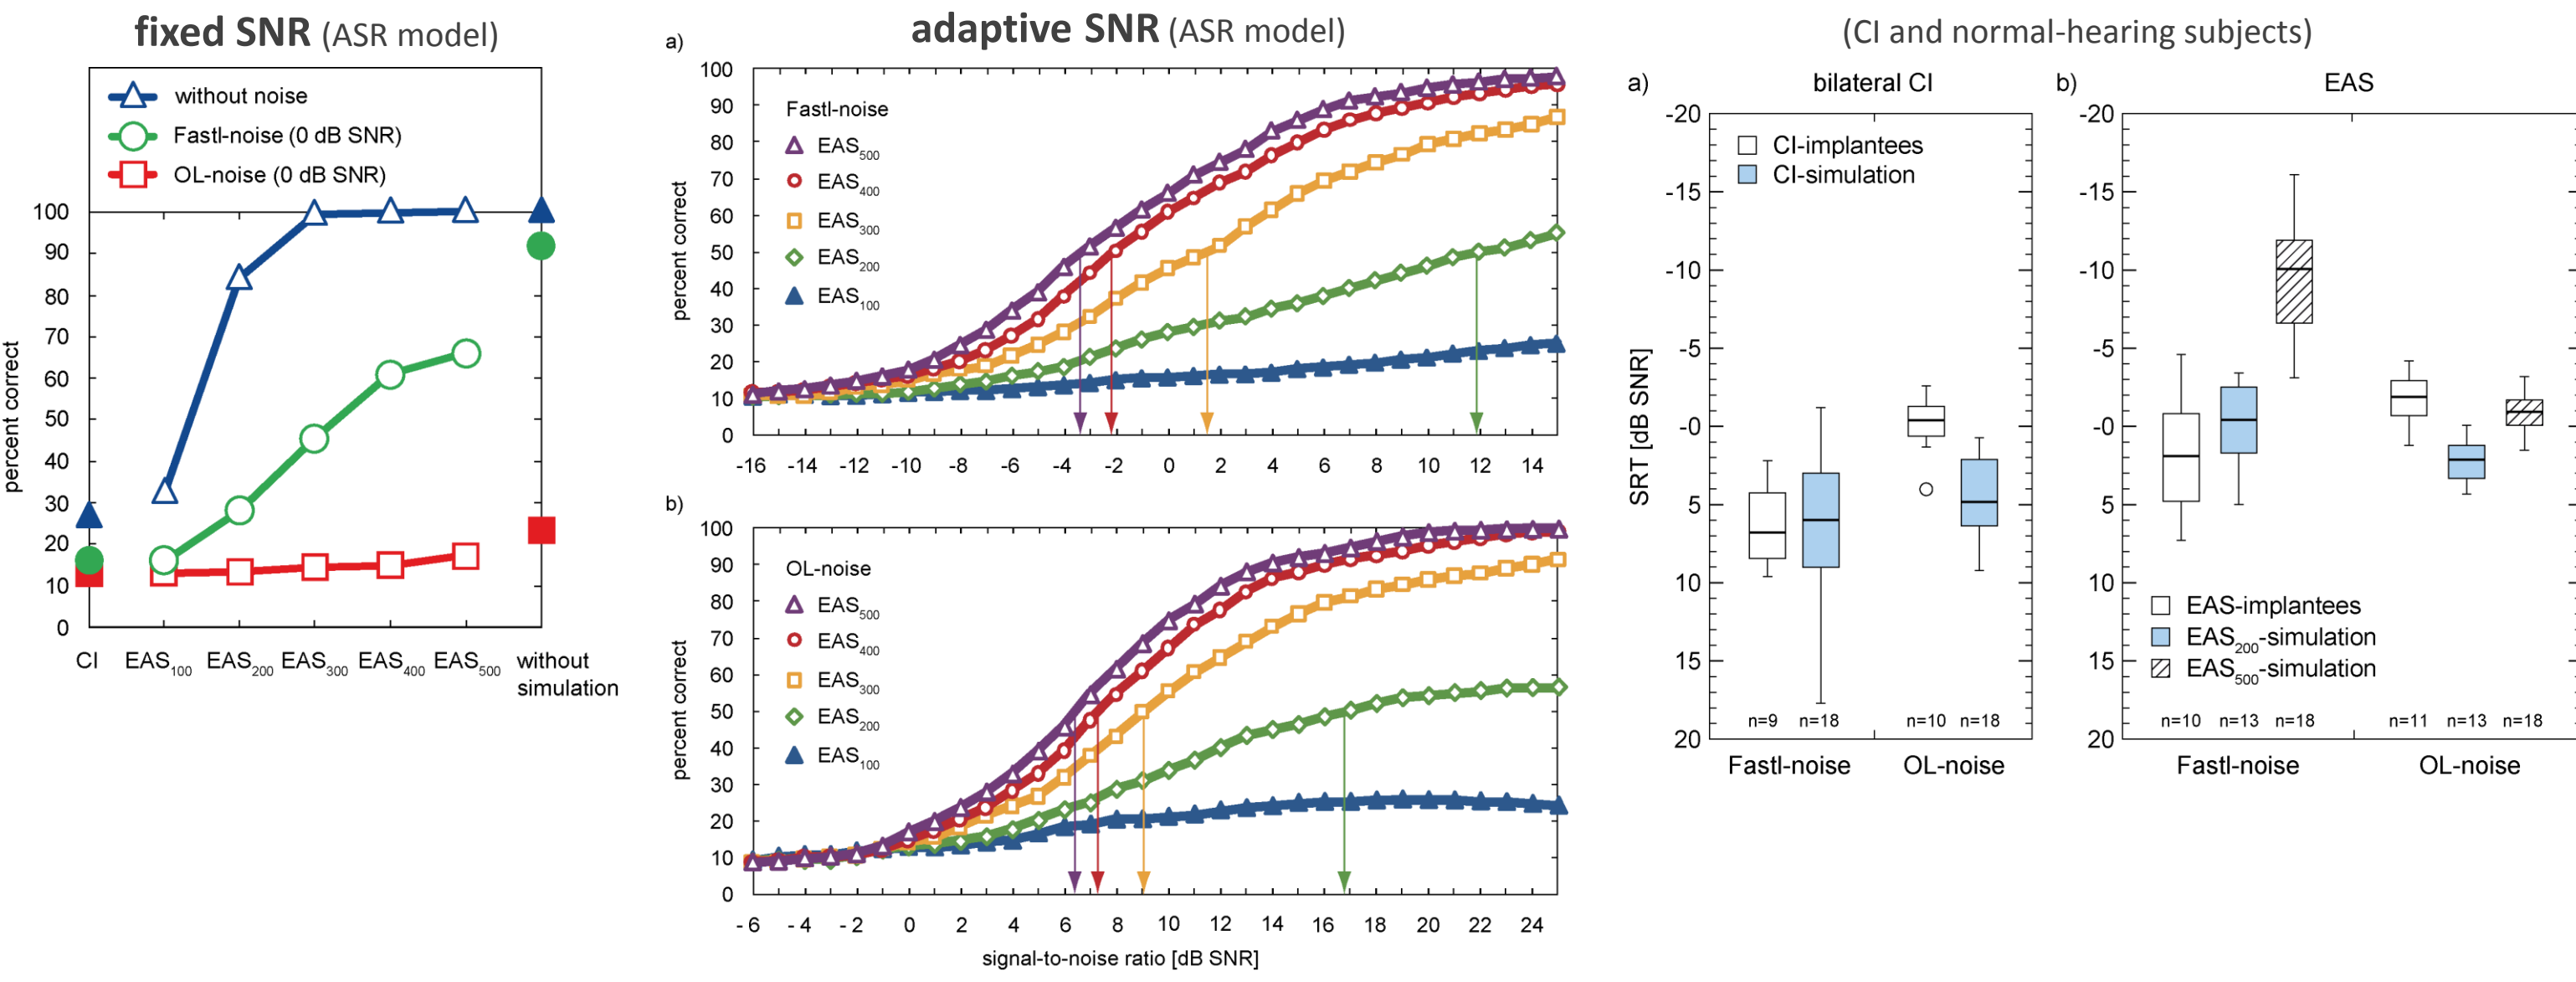 fixed SNR (ASR model)
without noise
Fastl-noise (0 dB SNR)
OL-noise (0 dB SNR)
100
90
80
70
60
50
40
30
20
10
0
percent correct
CI EAS100 EAS200 EAS300 EAS400 EAS500 without
simulation
adaptive SNR (ASR model)
a)
100
90
80
70
60
50
40
30
20
10
0
percent correct
Fastl-noise
EAS500
EAS400
EAS300
EAS200
EAS100
-16 -14 -12 -10 -8 -6 -4 -2 0 2 4 6 8 10 12 14
b)
100
90
80
70
60
50
40
30
20
10
0
percent correct
OL-noise
EAS500
EAS400
EAS300
EAS200
EAS100
- 6 - 4 - 2 0 2 4 6 8 10 12 14 16 18 20 22 24
signal-to-noise ratio [dB SNR]
(CI and normal-hearing subjects)
a) bilateral CI
-20
-15
-10
-5
-0
5
10
15
20
SRT [dB SNR]
CI-implantees
CI-simulation
n=9 n=18 n=10 n=18
Fastl-noise OL-noise
b) EAS
-20
-15
-10
-5
-0
5
10
15
20
EAS-implantees
EAS200-simulation
EAS500-simulation
n=10 n=13 n=18 n=11 n=13 n=18
Fastl-noise OL-noise